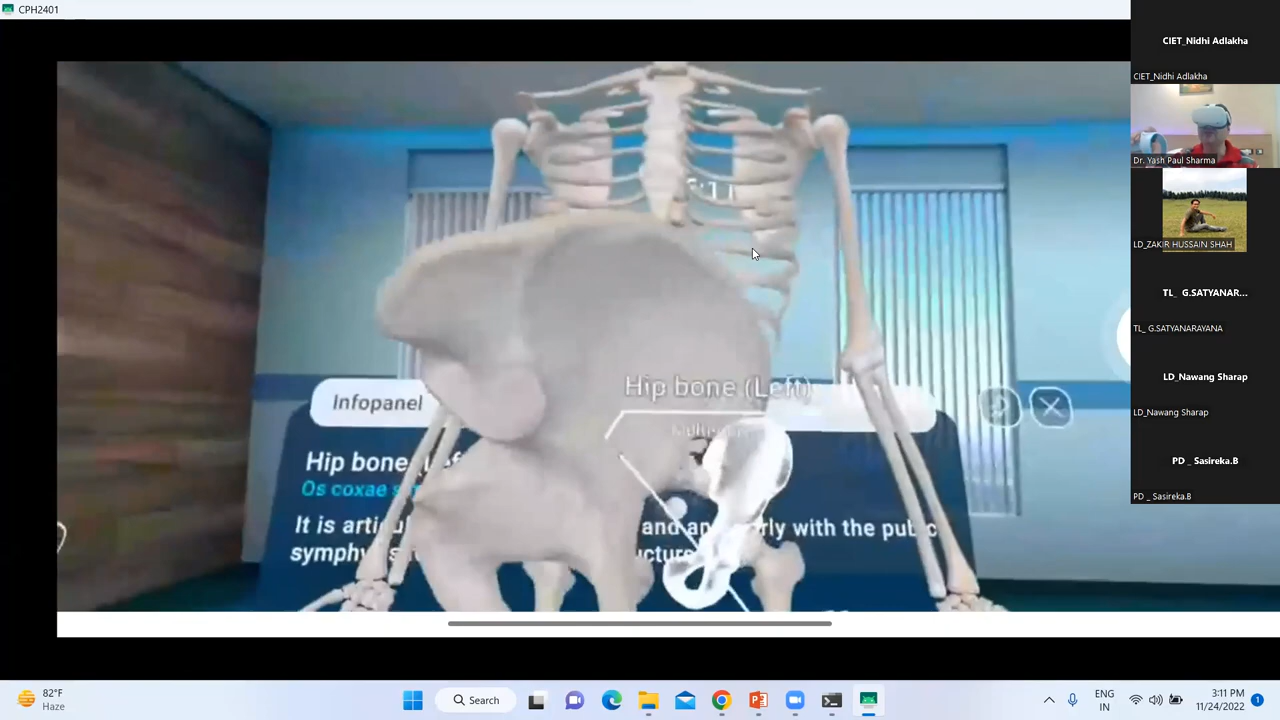 CPH2401
CIET_Nidhi Adlakha
CIET_Nidhi Adlakha
Dr. Yash Paul Sharma
LD_ZAKIR HUSSAIN SHAH
TL_ G.SATYANAR...
TL_ G.SATYANARAYANA
LD_Nawang Sharap
LD_Nawang Sharap
PD _ Sasireka.B
PD _ Sasireka.B
Hip bone (Left)
Infopanel
Hip bone
Os coxae
It is and with the pubic
82°F
Haze
Search
ENG
IN
3:11 PM
11/24/2022
1